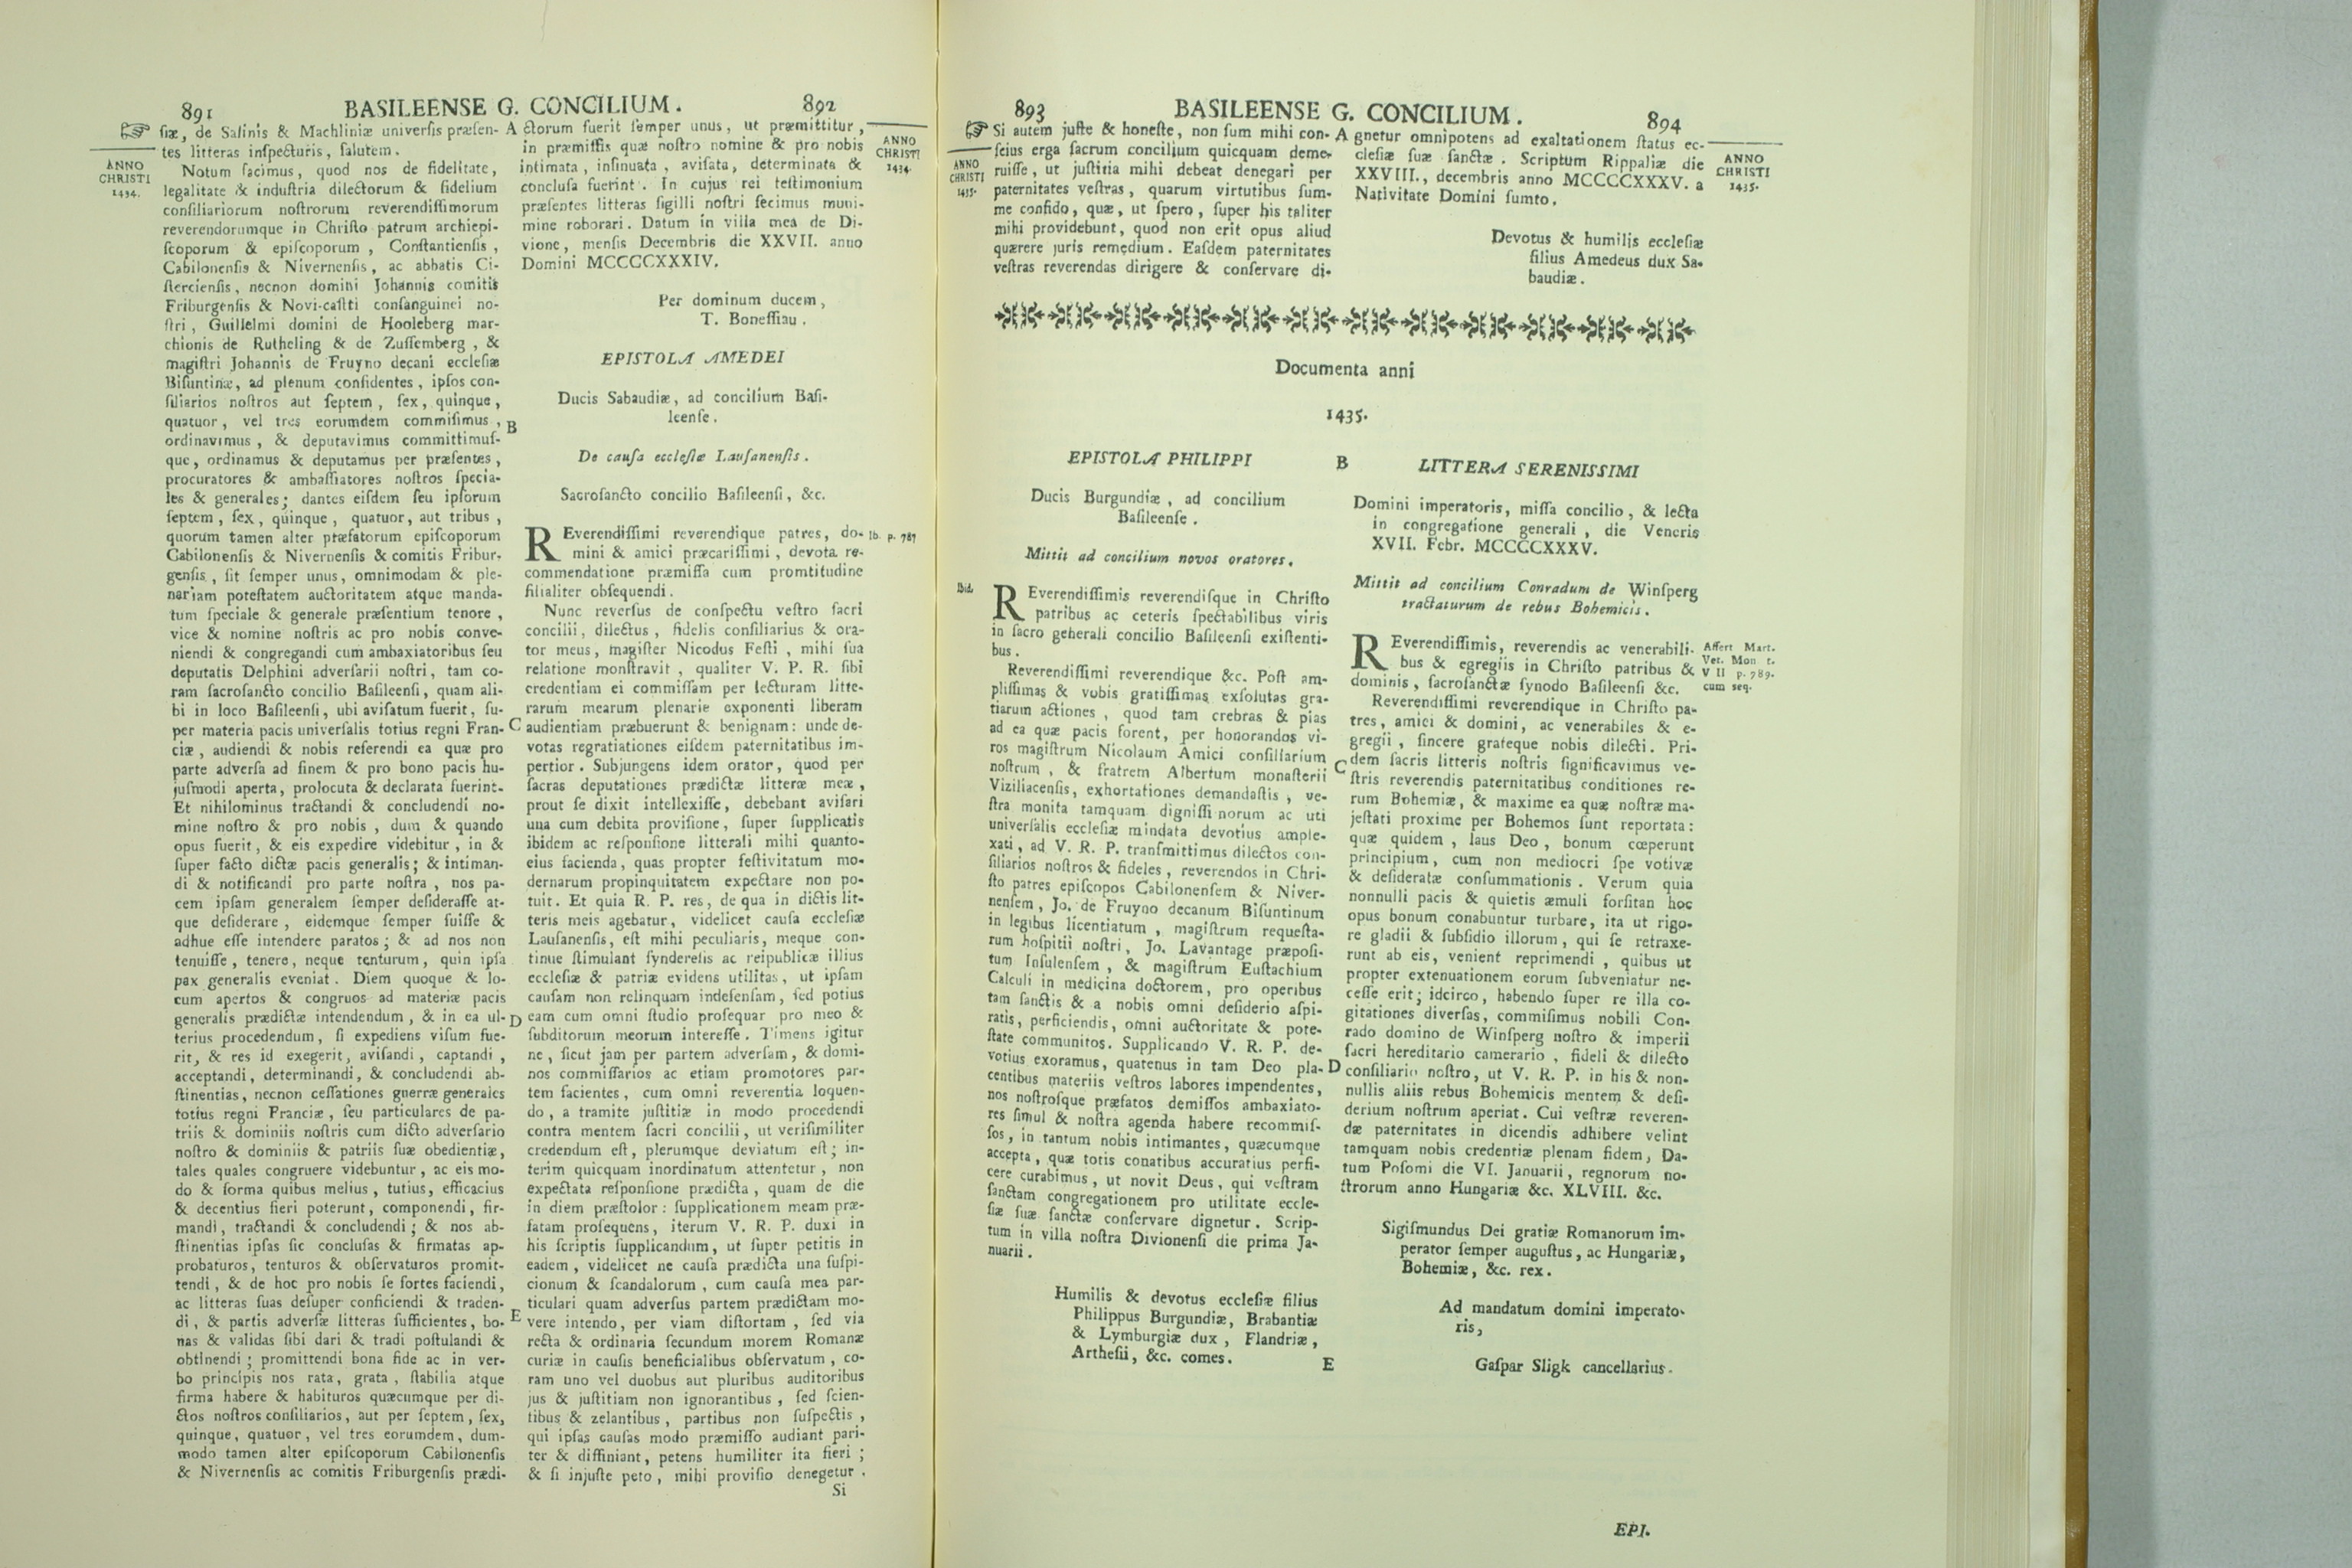 891 BASILEENSE G. CONCILIUM. 892
ſiæ, de Salinis & Machliniæ univerſis præſen-
tes litteras inſpecturis, ſalutem.
ANNO
CHRISTI
1434.
Notum facimus, quod nos de fidelitate,
legalitate & induſtria dilectorum & fidelium
conſiliariorum noſtrorum reverendiſſimorum
reverendorumque in Chriſto patrum archiepi-
ſcoporum & epiſcoporum, Conſtantienſis,
Cabilonenſis & Nivernenſis, ac abbatis Ci-
ſtercienſis, necnon domini Johannis comitis
Friburgenſis & Novi-caſtti conſanguinei no-
ſtri, Guillelmi domini de Hooleberg mar-
chionis de Rutheling & de Zuſſemberg, &
magiſtri Johannis de Fruyno decani eccleſiæ
Biſuntinæ, ad plenum confidentes, ipſos con-
ſiliarios noſtros aut ſeptem, ſex, quinque,
quatuor, vel tres eorumdem commiſimus,
ordinavimus, & deputavimus committimuſ-
que, ordinamus & deputamus per præſentes,
procuratores & ambaſſiatores noſtros ſpecia-
les & generales; dantes eiſdem ſeu ipſorum
ſeptem, ſex, quinque, quatuor, aut tribus,
quorum tamen alter præfatorum epiſcoporum
Cabilonenſis & Nivernenſis & comitis Fribur-
genſis, ſit ſemper unus, omnimodam & ple-
nariam poteſtatem auctoritatem atque manda-
tum ſpeciale & generale præſentium tenore,
vice & nomine noſtris ac pro nobis conve-
niendi & congregandi cum ambaxiatoribus ſeu
deputatis Delphini adverſarii noſtri, tam co-
ram ſacroſancto concilio Baſileenſi, quam ali-
bi in loco Baſileenſi, ubi aviſatum fuerit, ſu-
per materia pacis univerſalis totius regni Fran-
ciæ, audiendi & nobis referendi ea quæ pro
parte adverſa ad finem & pro bono pacis hu-
juſmodi aperta, prolocuta & declarata fuerint.
Et nihilominus tractandi & concludendi no-
mine noſtro & pro nobis, dum & quando
opus fuerit, & eis expedire videbitur, in &
ſuper facto dictæ pacis generalis; & intiman-
di & notificandi pro parte noſtra, nos pa-
cem ipſam generalem ſemper deſideraſſe at-
que deſiderare, eidemque ſemper fuiſſe &
adhue eſſe intendere paratos; & ad nos non
tenuiſſe, tenere, neque tenturum, quin ipſa
pax generalis eveniat. Diem quoque & lo-
cum apertos & congruos ad materiæ pacis
generalis prædictæ intendendum, & in ea ul-
terius procedendum, ſi expediens viſum fue-
rit, & res id exegerit, aviſandi, captandi,
acceptandi, determinandi, & concludendi ab-
ſtinentias, necnon ceſſationes gnerræ generales
totius regni Franciæ, ſeu particulares de pa-
triis & dominiis noſtris cum dicto adverſario
noſtro & dominiis & patriis ſuæ obedientiæ,
tales quales congruere videbuntur, ac eis mo-
do & forma quibus melius, tutius, efficacius
& decentius fieri poterunt, componendi, fir-
mandi, tractandi & concludendi; & nos ab-
ſtinentias ipſas ſic concluſas & firmatas ap-
probaturos, tenturos & obſervaturos promit-
tendi, & de hoc pro nobis ſe fortes faciendi,
ac litteras ſuas deſuper conficiendi & traden-
di, & partis adverſæ litteras ſufficientes, bo-
nas & validas ſibi dari & tradi poſtulandi &
obtinendi; promittendi bona fide ac in ver-
bo principis nos rata, grata, ſtabilia atque
firma habere & habituros quæcumque per di-
ctos noſtros conſiliarios, aut per ſeptem, ſex,
quinque, quatuor, vel tres eorumdem, dum-
modo tamen alter epiſcoporum Cabilonenſis
& Nivernenſis ac comitis Friburgenſis prædi-
A
B
C
D
E
ctorum fuerit ſemper unus, ut præmittitur,
in præmiſſis quæ noſtro nomine & pro nobis
intimata, inſinuata, aviſata, determinata &
concluſa fuerint. In cujus rei teſtimonium
præſentes litteras ſigilli noſtri fecimus muni-
mine roborari. Datum in villa mea de Di-
vione, menſis Decembris die XXVII. anno
Domini MCCCCXXXIV.
ANNO
CHRISTI
1434.
Per dominum ducem,
T. Boneſſiau.
EPISTOLA AMEDEI
Ducis Sabaudiæ, ad concilium Baſi-
leenſe.
De cauſa eccleſiæ Lauſanenſis.
Sacroſancto concilio Baſileenſi, &c.
REverendiſſimi reverendique patres, do-
mini & amici præcariſſimi, devota re-
commendatione præmiſſa cum promtitudine
filialiter obſequendi.
Ib. p. 787
Nunc reverſus de conſpectu veſtro ſacri
concilii, dilectus, fidelis conſiliarius & ora-
tor meus, magiſter Nicodus Feſti, mihi ſua
relatione monſtravit, qualiter V. P. R. ſibi
credentiam ei commiſſam per lecturam litte-
rarum mearum plenarie exponenti liberam
audientiam præbuerunt & benignam: unde de-
votas regratiationes eiſdem paternitatibus im-
pertior. Subjungens idem orator, quod per
ſacras deputationes prædictæ litteræ meæ,
prout ſe dixit intellexiſſe, debebant aviſari
una cum debita proviſione, ſuper ſupplicatis
ibidem ac reſponſione litterali mihi quanto-
eius facienda, quas propter feſtivitatum mo-
dernarum propinquitatem expectare non po-
tuit. Et quia R. P. res, de qua in dictis lit-
teris meis agebatur, videlicet cauſa eccleſiæ
Lauſanenſis, eſt mihi peculiaris, meque con-
tinue ſtimulant ſyndereſis ac reipublicæ illius
eccleſiæ & patriæ evidens utilitas, ut ipſam
cauſam non relinquam indefenſam, ſed potius
eam cum omni ſtudio proſequar pro meo &
ſubditorum meorum intereſſe. Timens igitur
ne, ſicut jam per partem adverſam, & domi-
nos commiſſarios ac etiam promotores par-
tem facientes, cum omni reverentia loquen-
do, a tramite juſtitiæ in modo procedendi
contra mentem ſacri concilii, ut veriſimiliter
credendum eſt, plerumque deviatum eſt; in-
terim quicquam inordinatum attentetur, non
expectata reſponſione prædicta, quam de die
in diem præſtolor: ſupplicationem meam præ-
fatam proſequens, iterum V. R. P. duxi in
his ſcriptis ſupplicandum, ut ſuper petitis in
eadem, videlicet ne cauſa prædicta una ſuſpi-
cionum & ſcandalorum, cum cauſa mea par-
ticulari quam adverſus partem prædictam mo-
vere intendo, per viam diſtortam, ſed via
recta & ordinaria ſecundum morem Romanæ
curiæ in cauſis beneficialibus obſervatum, co-
ram uno vel duobus aut pluribus auditoribus
jus & juſtitiam non ignorantibus, ſed ſcien-
tibus & zelantibus, partibus non ſuſpectis,
qui ipſas cauſas modo præmiſſo audiant pari-
ter & diffiniant, petens humiliter ita fieri;
& ſi injuſte peto, mihi proviſio denegetur.
Si
893 BASILEENSE G. CONCILIUM. 894
Si autem juſte & honeſte, non ſum mihi con-
ſcius erga ſacrum concilium quicquam deme-
ruiſſe, ut juſtitia mihi debeat denegari per
paternitates veſtras, quarum virtutibus ſum-
me confido, quæ, ut ſpero, ſuper his taliter
mihi providebunt, quod non erit opus aliud
quærere juris remedium. Eaſdem paternitates
veſtras reverendas dirigere & conſervare di-
ANNO
CHRISTI
1435.
A
gnetur omnipotens ad exaltationem ſtatus ec-
cleſiæ ſuæ ſanctæ. Scriptum Rippaliæ die
XXVIII., decembris anno MCCCCXXXV. a
Nativitate Domini ſumto.
ANNO
CHRISTI
1435.
Devotus & humilis eccleſiæ
filius Amedeus dux Sa-
baudiæ.
Documenta anni
1435.
EPISTOLA PHILIPPI
Ducis Burgundiæ, ad concilium
Baſileenſe.
Mittit ad concilium novos oratores.
Ibid.
REverendiſſimis reverendiſque in Chriſto
patribus ac ceteris ſpectabilibus viris
in ſacro generali concilio Baſileenſi exiſtenti-
bus.
Reverendiſſimi reverendique &c. Poſt am-
pliſſimas & vobis gratiſſimas exſolutas gra-
tiarum actiones, quod tam crebras & pias
ad ea quæ pacis forent, per honorandos vi-
ros magiſtrum Nicolaum Amici conſiliarium
noſtrum, & fratrem Albertum monaſterii
Viziliacenſis, exhortationes demandaſtis, ve-
ſtra monita tamquam digniſſi norum ac uti
univerſalis eccleſiæ mindata devotius ample-
xati, ad V. R. P. tranſmittimus dilectos con-
ſiliarios noſtros & fideles, reverendos in Chri-
ſto patres epiſcopos Cabilonenſem & Niver-
nenſem, Jo. de Fruyno decanum Biſuntinum
in legibus licentiatum, magiſtrum requeſta-
rum hoſpitii noſtri, Jo. Lavantage præpoſi-
tum Inſulenſem, & magiſtrum Euſtachium
Calculi in medicina doctorem, pro operibus
tam ſanctis & a nobis omni deſiderio aſpi-
ratis, perficiendis, omni auctoritate & pote-
ſtate communitos. Supplicando V. R. P. de-
votius exoramus, quatenus in tam Deo pla-
centibus materiis veſtros labores impendentes,
nos noſtroſque præfatos demiſſos ambaxiato-
res ſimul & noſtra agenda habere recommiſ-
ſos, in tantum nobis intimantes, quæcumque
accepta, quæ totis conatibus accuratius perfi-
cere curabimus, ut novit Deus, qui veſtram
ſanctam congregationem pro utilitate eccle-
ſiæ ſuæ ſanctæ conſervare dignetur. Scrip-
tum in villa noſtra Divionenſi die prima Ja-
nuarii.
Humilis & devotus eccleſiæ filius
Philippus Burgundiæ, Brabantiæ
& Lymburgiæ dux, Flandriæ,
Artheſii, &c. comes.
B
C
D
E
LITTERA SERENISSIMI
Domini imperatoris, miſſa concilio, & lecta
in congregatione generali, die Veneris
XVII. Febr. MCCCCXXXV.
Mittit ad concilium Conradum de Winſperg
tractaturum de rebus Bohemicis.
REverendiſſimis, reverendis ac venerabili-
bus & egregiis in Chriſto patribus &
dominis, ſacroſanctæ ſynodo Baſileenſi &c.
Affert Mart.
Vet. Mon t.
VII p. 789.
cum seq.
Reverendiſſimi reverendique in Chriſto pa-
tres, amici & domini, ac venerabiles & e-
gregii, ſincere grateque nobis dilecti. Pri-
dem ſacris litteris noſtris ſignificavimus ve-
ſtris reverendis paternitatibus conditiones re-
rum Bohemiæ, & maxime ea quæ noſtræ ma-
jeſtati proxime per Bohemos ſunt reportata:
quæ quidem, laus Deo, bonum cœperunt
principium, cum non mediocri ſpe votivæ
& deſideratæ conſummationis. Verum quia
nonnulli pacis & quietis æmuli forſitan hoc
opus bonum conabuntur turbare, ita ut rigo-
re gladii & ſubſidio illorum, qui ſe retraxe-
runt ab eis, venient reprimendi, quibus ut
propter extenuationem eorum ſubveniatur ne-
ceſſe erit; idcirco, habendo ſuper re illa co-
gitationes diverſas, commiſimus nobili Con-
rado domino de Winſperg noſtro & imperii
ſacri hereditario camerario, fideli & dilecto
conſiliario noſtro, ut V. R. P. in his & non-
nullis aliis rebus Bohemicis mentem & deſi-
derium noſtrum aperiat. Cui veſtræ reveren-
dæ paternitates in dicendis adhibere velint
tamquam nobis credentiæ plenam fidem, Da-
tum Poſomi die VI. Januarii, regnorum no-
ſtrorum anno Hungariæ &c. XLVIII. &c.
Sigiſmundus Dei gratiæ Romanorum im-
perator ſemper auguſtus, ac Hungariæ,
Bohemiæ, &c. rex.
Ad mandatum domini imperato-
ris,
Gaſpar Sligk cancellarius.
EPI.